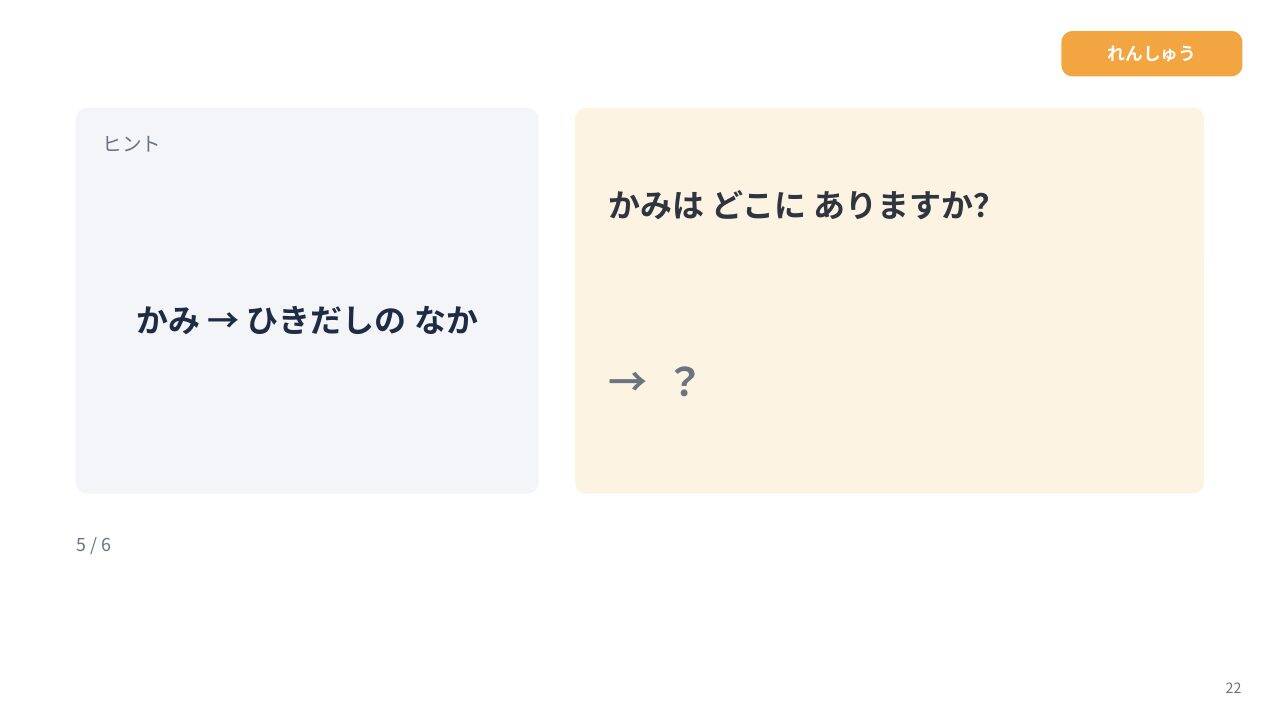 れんしゅう
ヒント
かみ → ひきだしの なか
かみは どこに ありますか?
→ ？
5 / 6
22